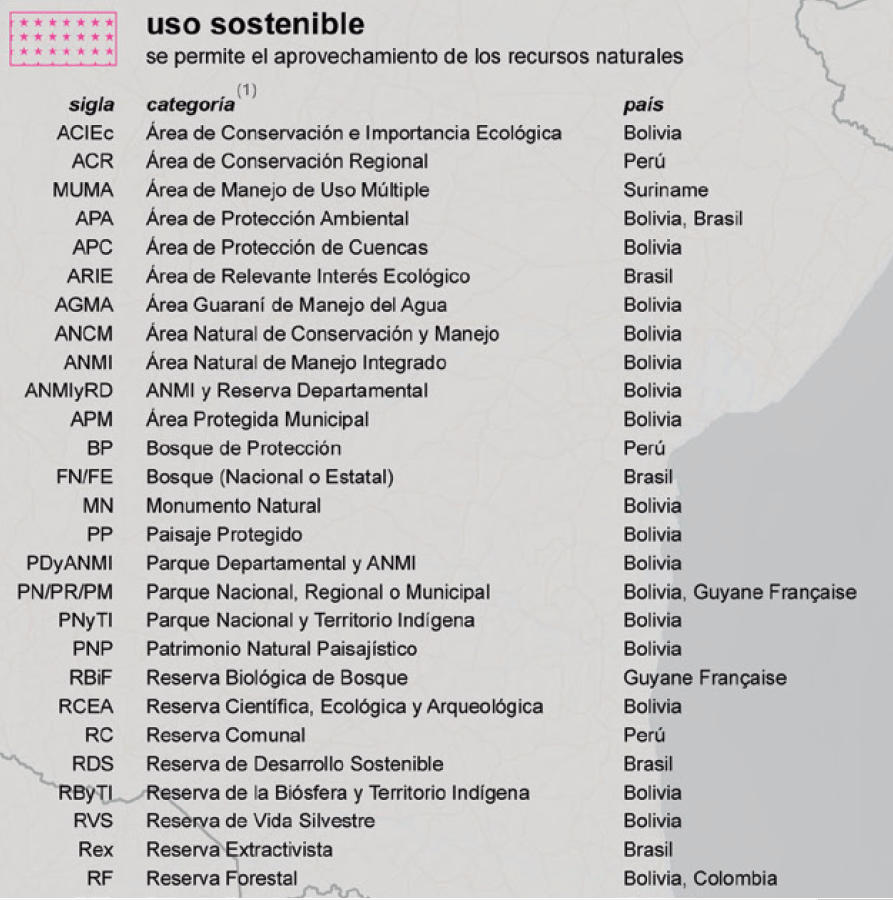 uso sostenible
se permite el aprovechamiento de los recursos naturales
sigla categoría (1) país
ACIEc Área de Conservación e Importancia Ecológica Bolivia
ACR Área de Conservación Regional Perú
MUMA Área de Manejo de Uso Múltiple Suriname
APA Área de Protección Ambiental Bolivia, Brasil
APC Área de Protección de Cuencas Bolivia
ARIE Área de Relevante Interés Ecológico Brasil
AGMA Área Guaraní de Manejo del Agua Bolivia
ANCM Área Natural de Conservación y Manejo Bolivia
ANMI Área Natural de Manejo Integrado Bolivia
ANMIyRD ANMI y Reserva Departamental Bolivia
APM Área Protegida Municipal Bolivia
BP Bosque de Protección Perú
FN/FE Bosque (Nacional o Estatal) Brasil
MN Monumento Natural Bolivia
PP Paisaje Protegido Bolivia
PDyANMI Parque Departamental y ANMI Bolivia
PN/PR/PM Parque Nacional, Regional o Municipal Bolivia, Guyane Française
PNyTI Parque Nacional y Territorio Indígena Bolivia
PNP Patrimonio Natural Paisajístico Bolivia
RBiF Reserva Biológica de Bosque Guyane Française
RCEA Reserva Científica, Ecológica y Arqueológica Bolivia
RC Reserva Comunal Perú
RDS Reserva de Desarrollo Sostenible Brasil
RByTI Reserva de la Biósfera y Territorio Indígena Bolivia
RVS Reserva de Vida Silvestre Bolivia
Rex Reserva Extractivista Brasil
RF Reserva Forestal Bolivia, Colombia